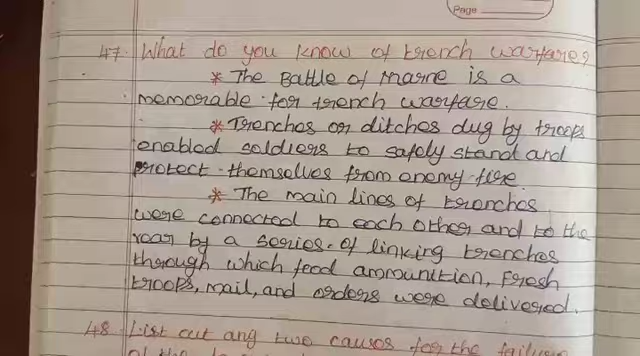 Page
47. What do you know of trench warfare?
* The Battle of Marne is a
memorable for trench warfare.
* Trenches or ditches dug by troops
enabled soldiers to safely stand and
protect themselves from enemy fire.
* The main lines of trenches
were connected to each other and to the
rear by a series of linking trenches
through which food ammunition, fresh
troops, mail, and orders were delivered.
48. List out any two causes for the failure
of the